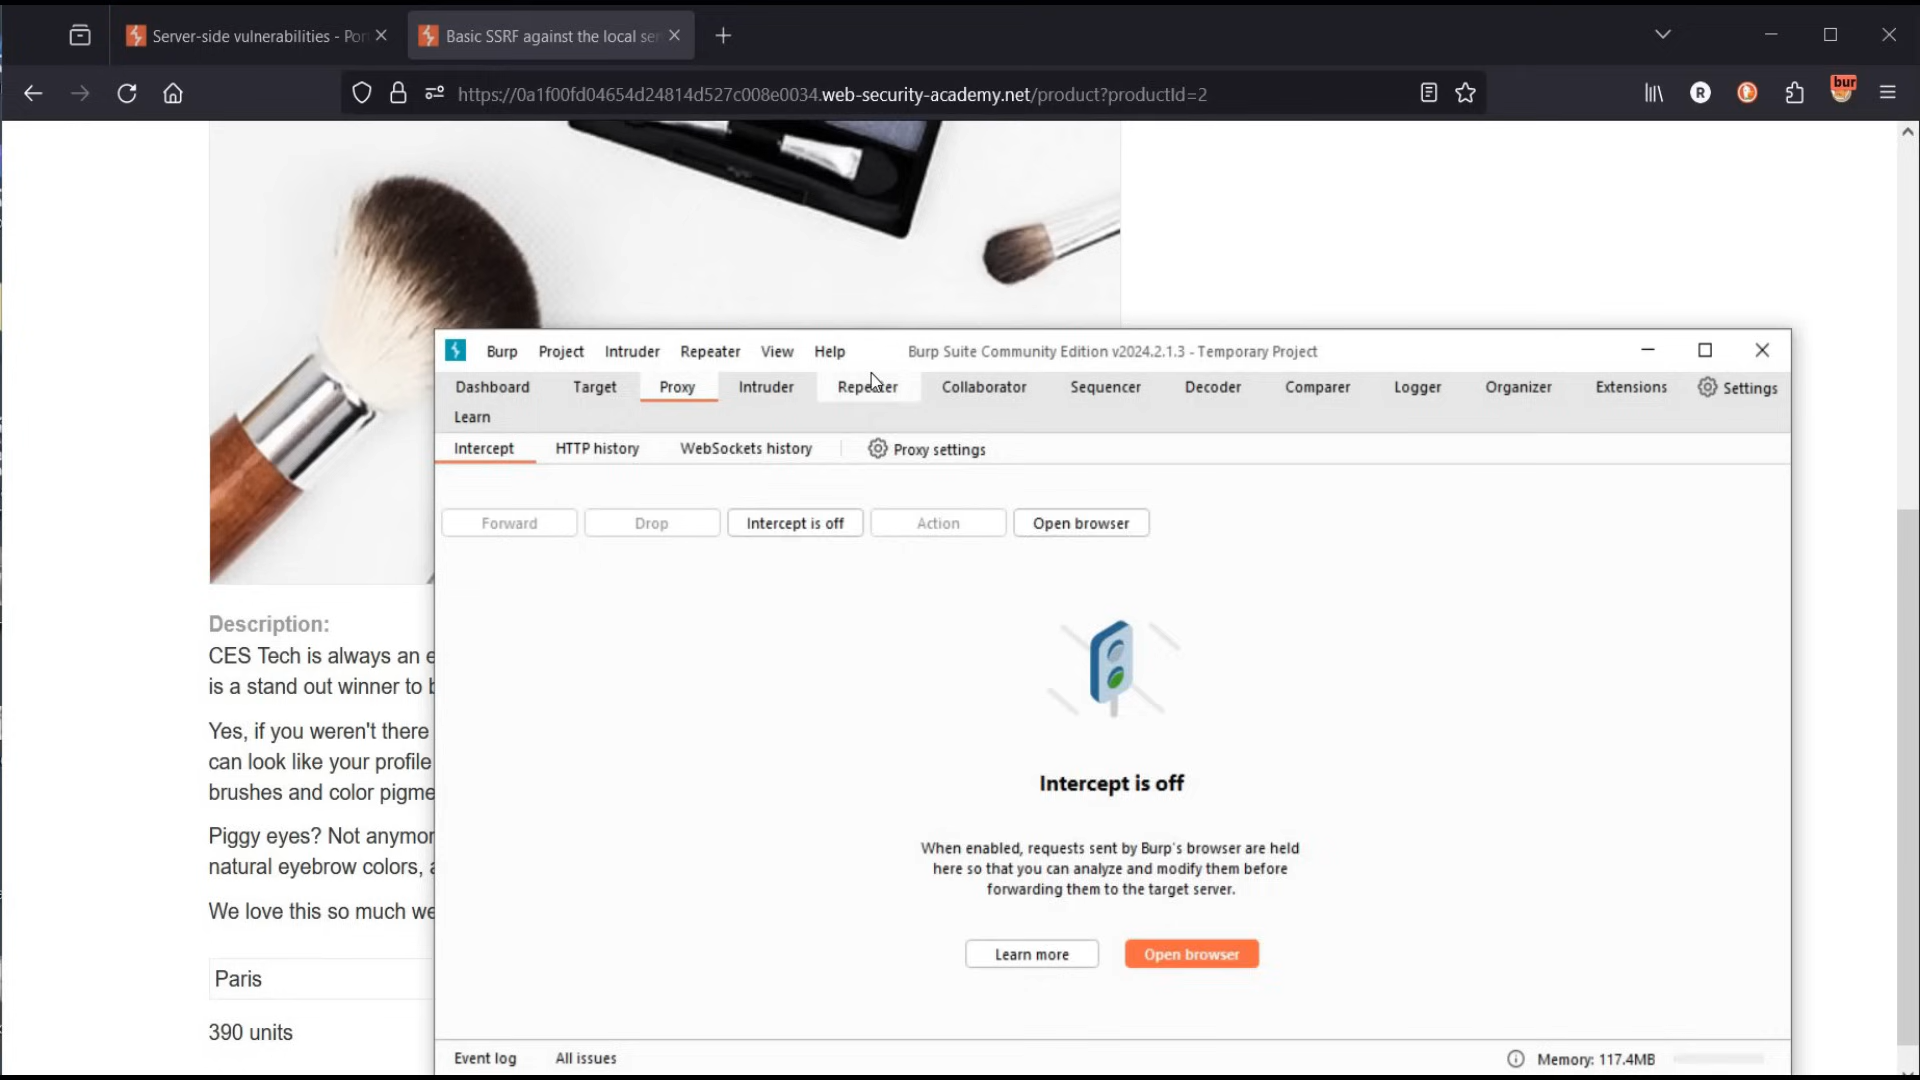 Server-side vulnerabilities - Por
Basic SSRF against the local ser
https://0a1f00fd04654d24814d527c008e0034.web-security-academy.net/product?productId=2
R
bur
Burp Project Intruder Repeater View Help
Burp Suite Community Edition v2024.2.1.3 - Temporary Project
Dashboard Target Proxy Intruder Repeater Collaborator Sequencer Decoder Comparer Logger Organizer Extensions Settings
Learn
Intercept HTTP history WebSockets history Proxy settings
Forward Drop Intercept is off Action Open browser
Intercept is off
When enabled, requests sent by Burp's browser are held
here so that you can analyze and modify them before
forwarding them to the target server.
Learn more Open browser
Event log All issues Memory: 117.4MB
Description:
CES Tech is always an e
is a stand out winner to b
Yes, if you weren't there
can look like your profile
brushes and color pigme
Piggy eyes? Not anymor
natural eyebrow colors, a
We love this so much we
Paris
390 units